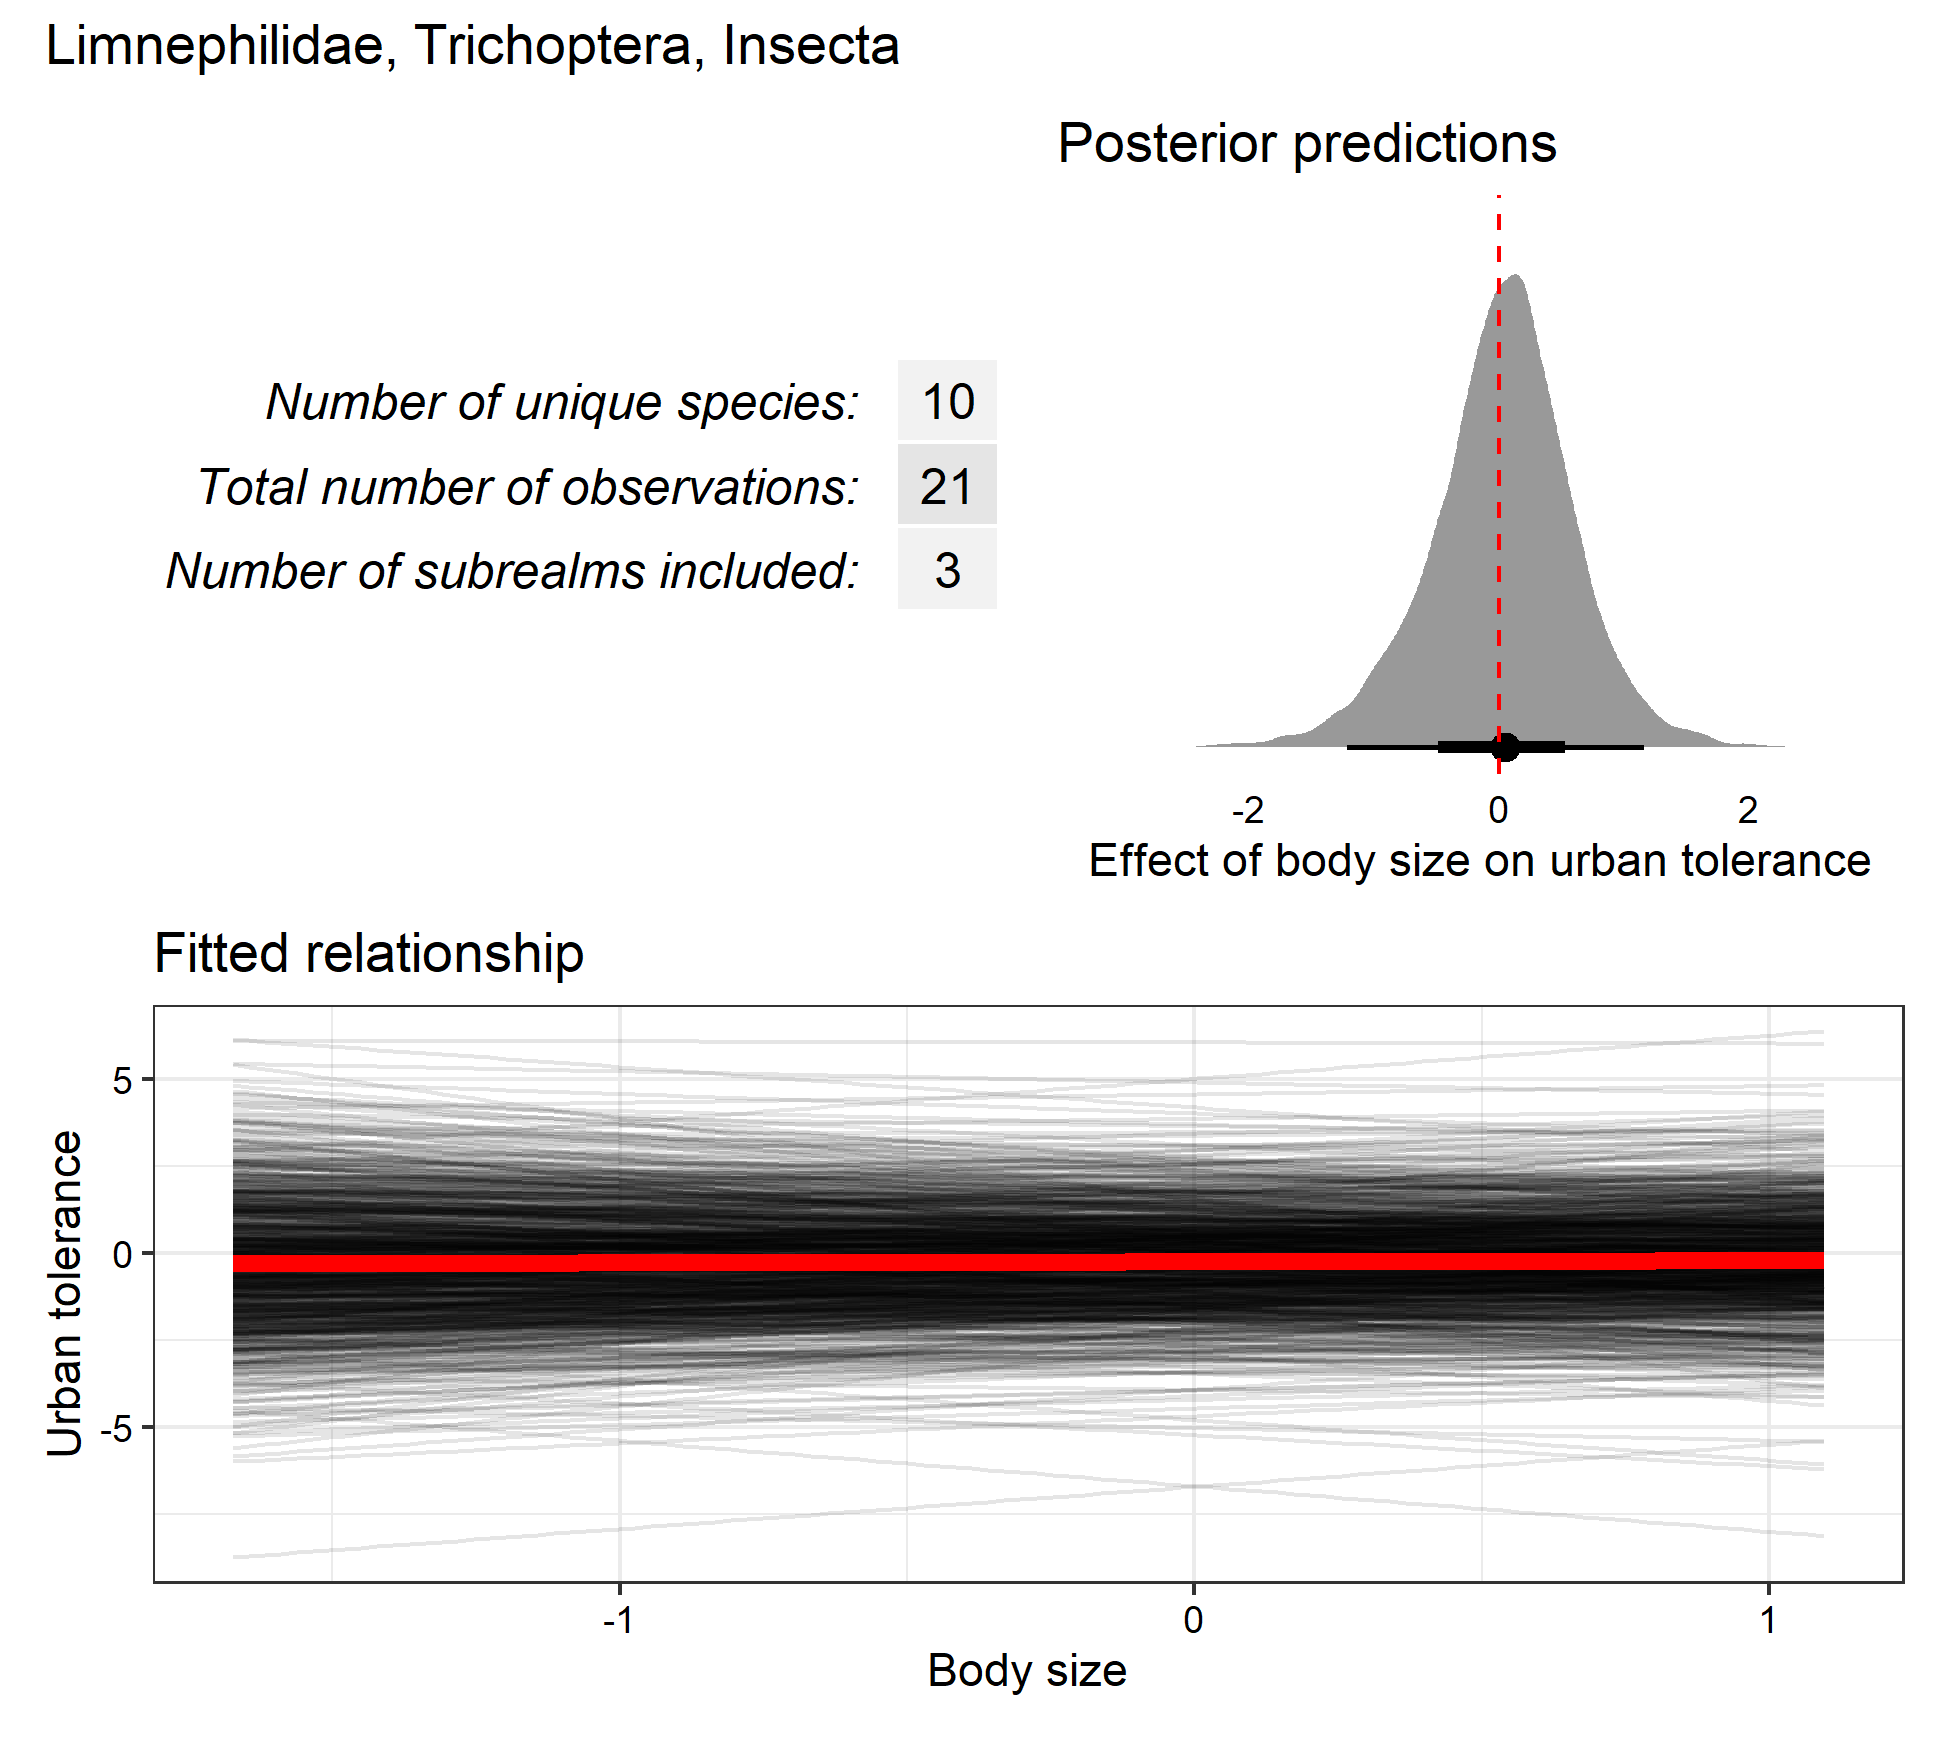 Limnephilidae, Trichoptera, Insecta
Posterior predictions
Number of unique species: 10
Total number of observations: 21
Number of subrealms included: 3
-2 0 2
Effect of body size on urban tolerance
Fitted relationship
Urban tolerance
5
0
-5
-1 0 1
Body size